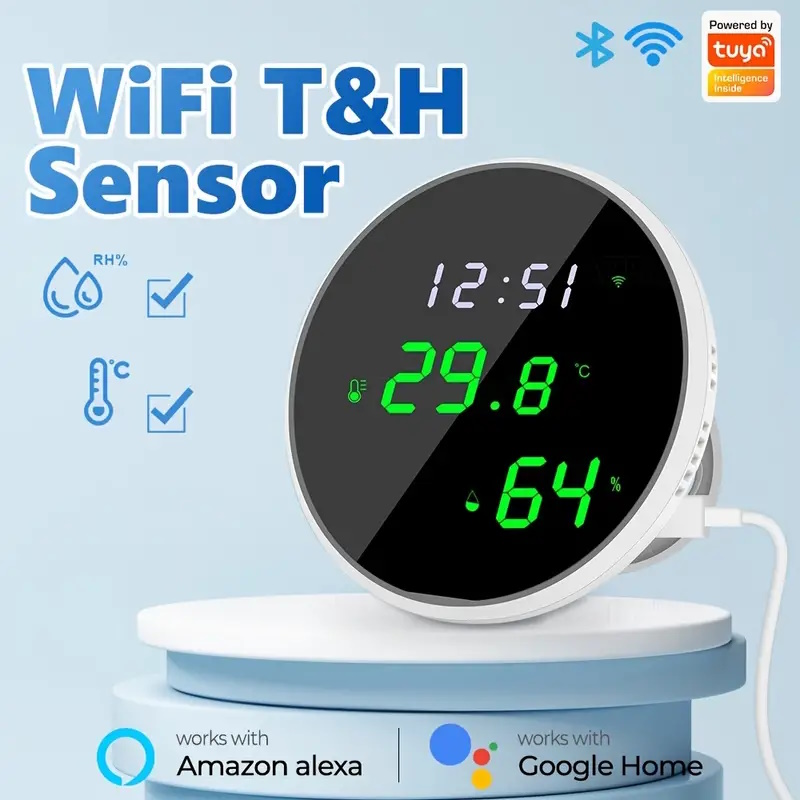 Powered by
tuya
Intelligence
Inside
WiFi T&H
Sensor
RH%
°C
12:51
29.8 °C
64 %
works with
Amazon alexa
works with
Google Home